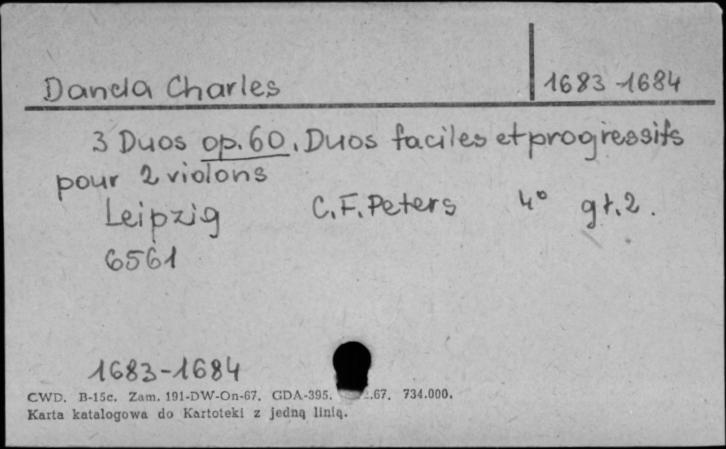 Dancla Charles
1683-1684
3 Duos op. 60. Duos faciles et progressifs
pour 2 violons
Leipzig C. F. Peters 4° gł. 2.
6561
1683-1684
CWD. B-15c. Zam. 191-DW-On-67. GDA-395. .67. 734.000.
Karta katalogowa do Kartoteki z jedną linią.